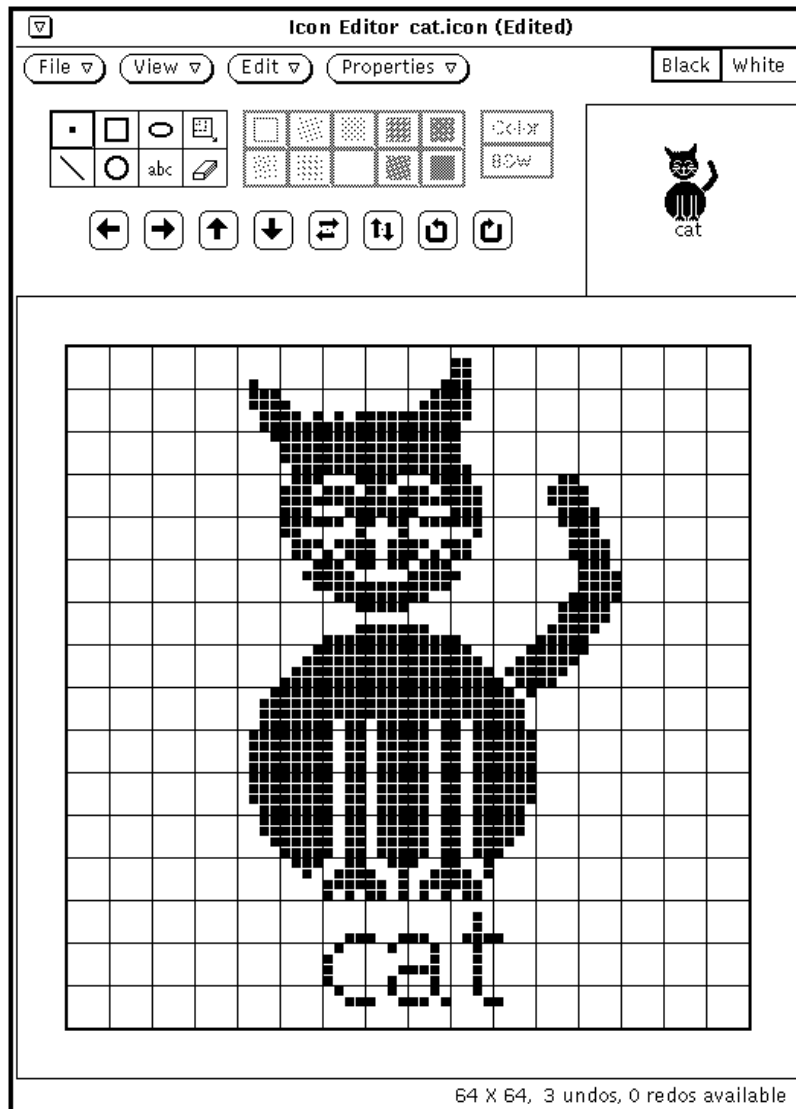 Icon Editor cat.icon (Edited)
File View Edit Properties Black White
Color
abc B&W
cat
cat
64 X 64, 3 undos, 0 redos available